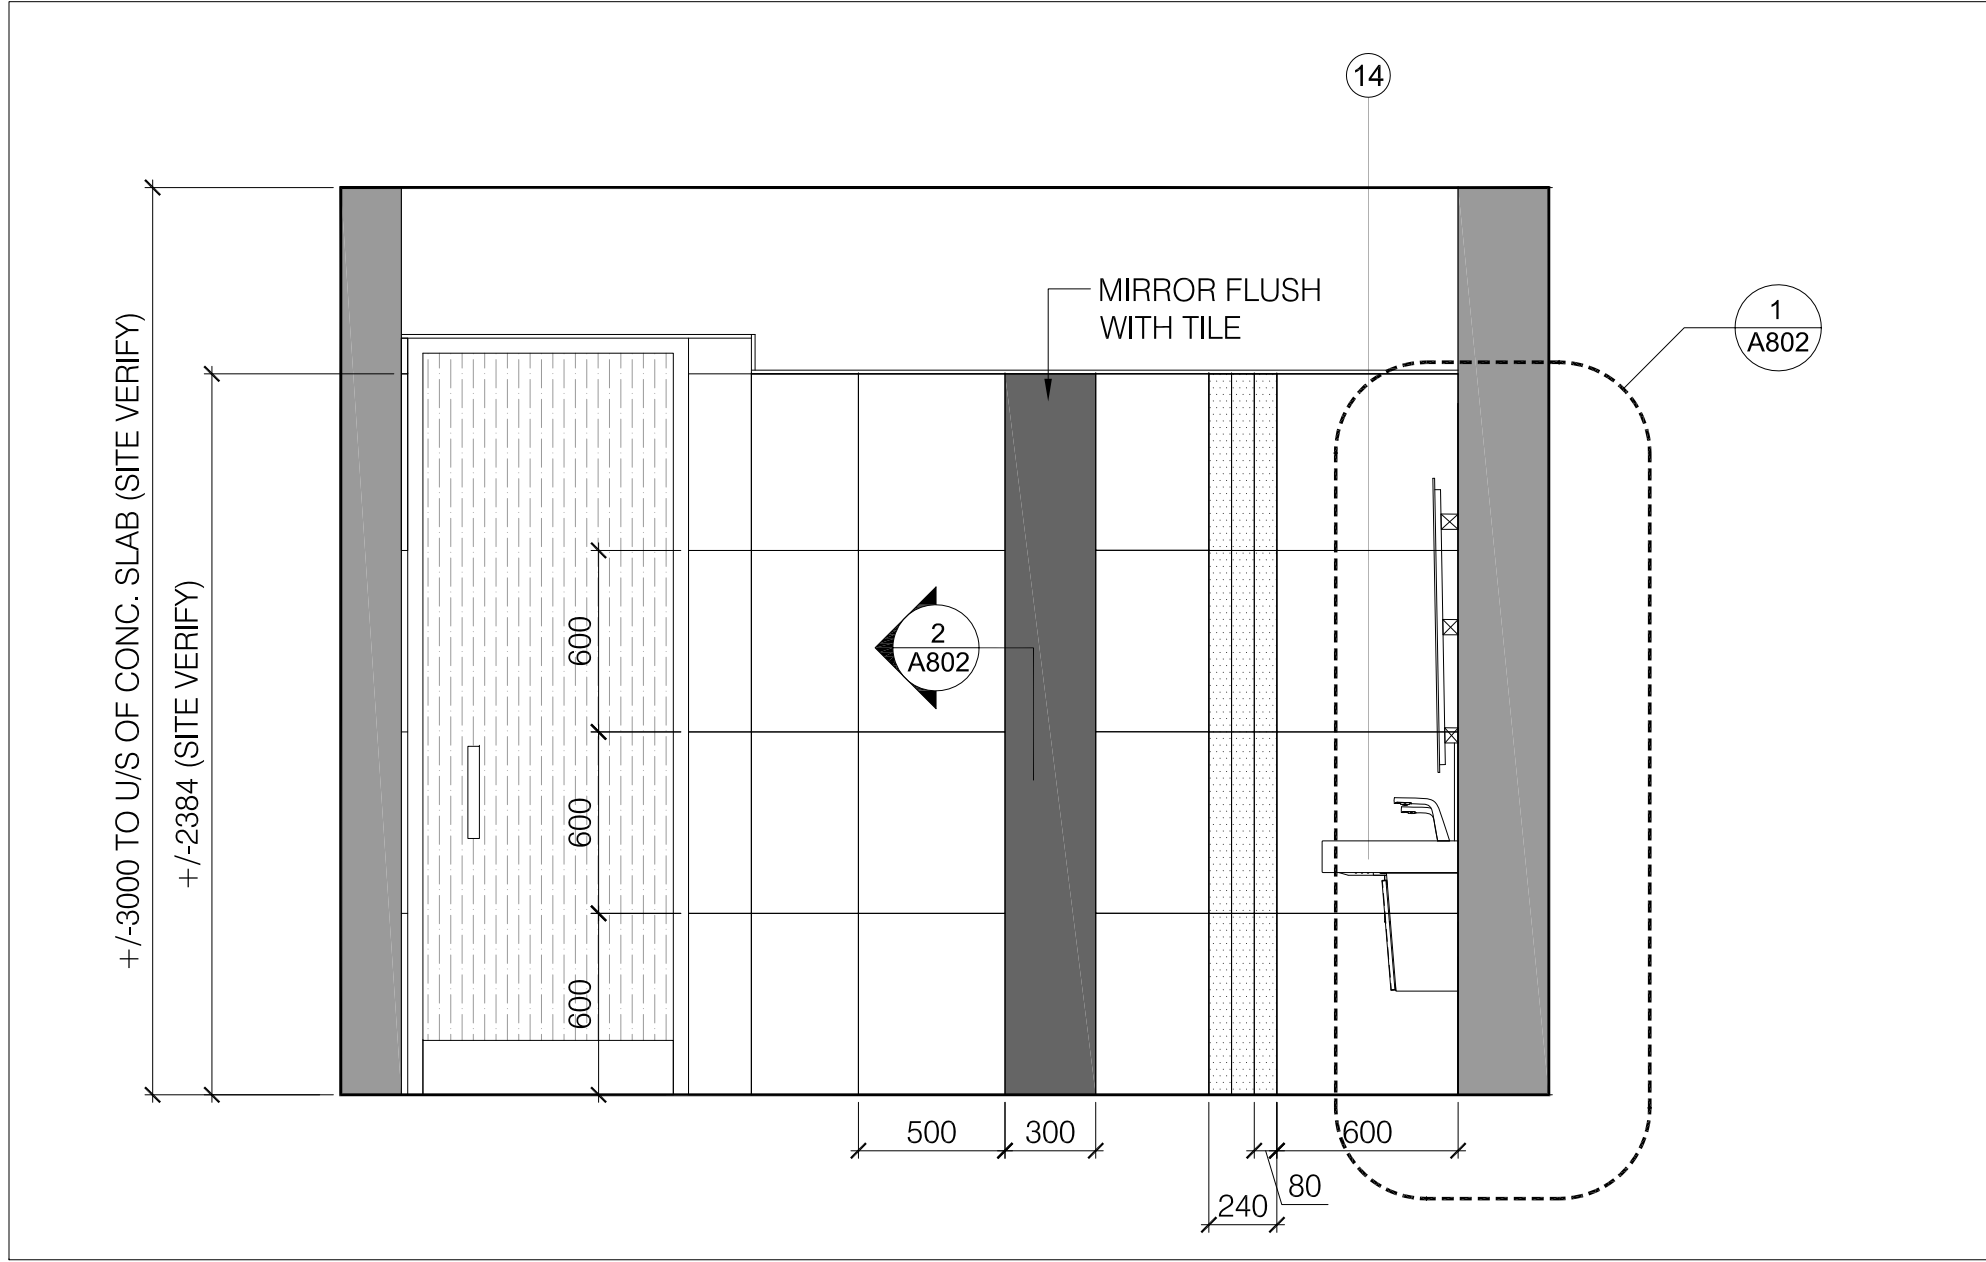 14
MIRROR FLUSH
WITH TILE
1
A802
+/-3000 TO U/S OF CONC. SLAB (SITE VERIFY)
+/-2384 (SITE VERIFY)
600
2
A802
600
600
500
300
600
80
240